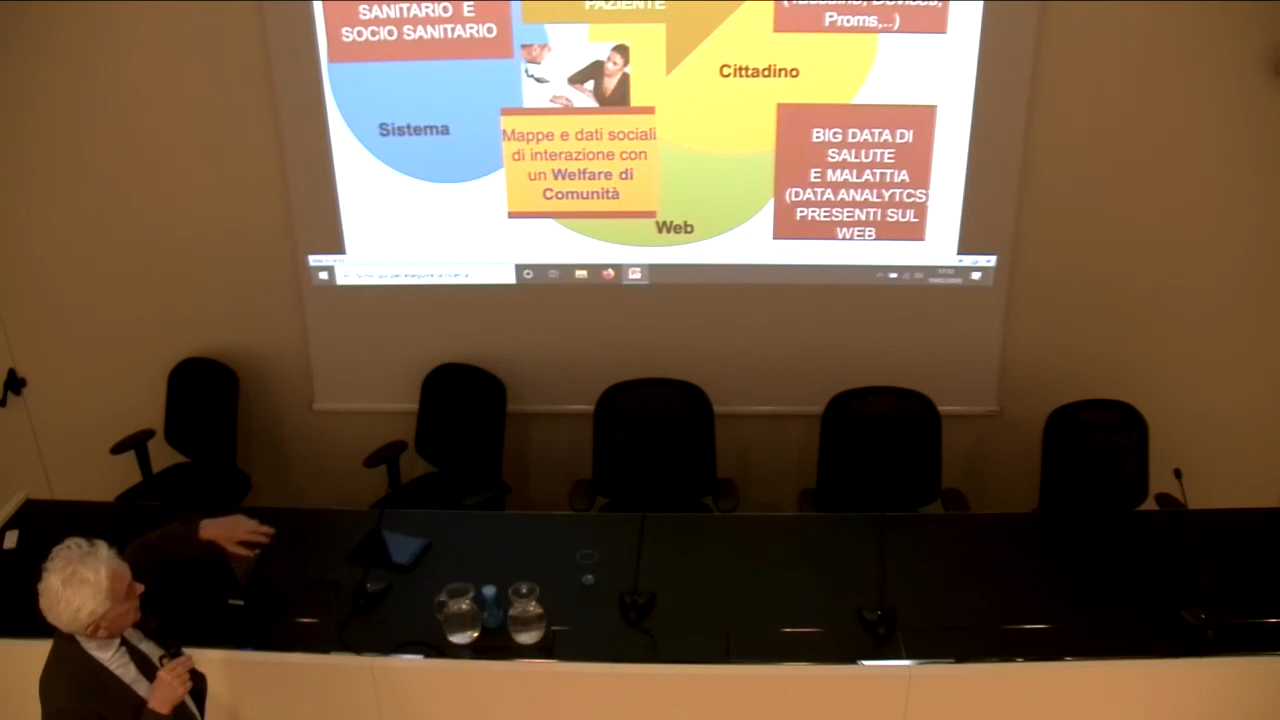 SANITARIO E
SOCIO SANITARIO
PAZIENTE
Proms,..)
Cittadino
Sistema
Mappe e dati sociali
di interazione con
un Welfare di
Comunità
BIG DATA DI
SALUTE
E MALATTIA
(DATA ANALYTCS)
PRESENTI SUL
WEB
Web